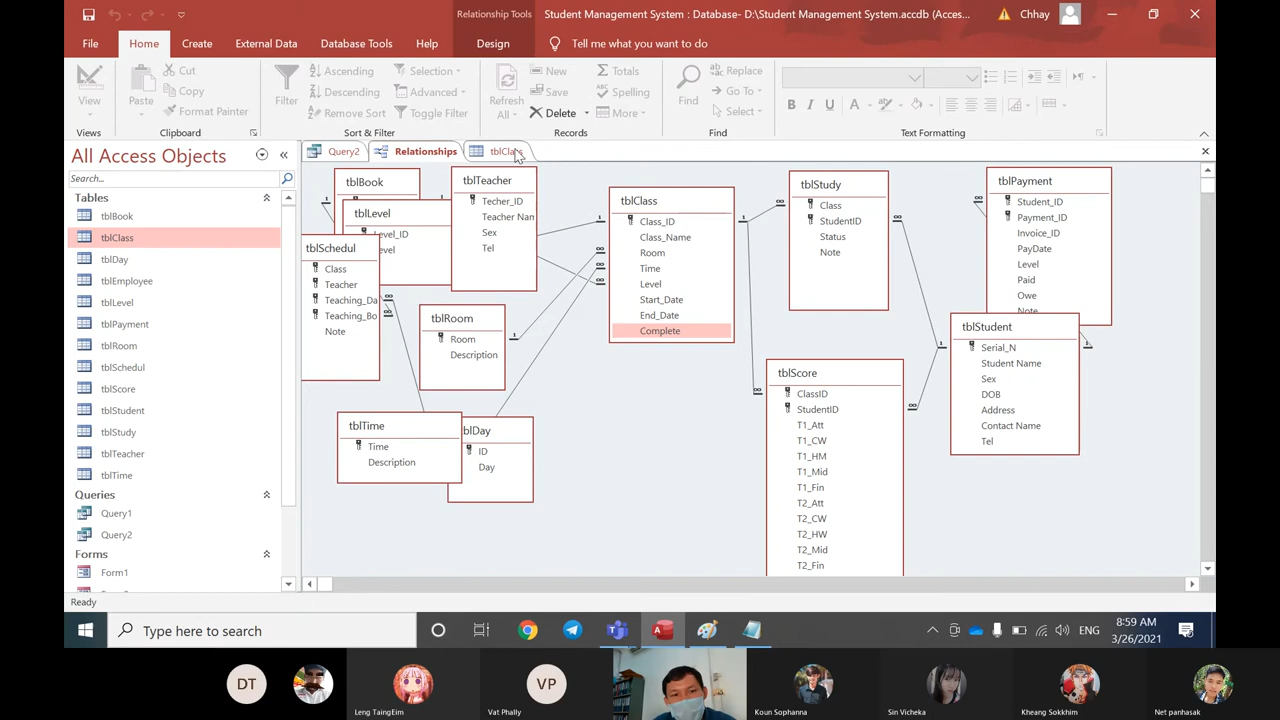 Relationship Tools
Student Management System : Database- D:\Student Management System.accdb (Acces...
Chhay
File
Home
Create
External Data
Database Tools
Help
Design
Tell me what you want to do
View
Views
Paste
Cut
Copy
Format Painter
Clipboard
Filter
Ascending
Descending
Remove Sort
Selection
Advanced
Toggle Filter
Sort & Filter
Refresh
All
New
Save
Delete
Totals
Spelling
More
Records
Find
Replace
Go To
Select
Find
B I U A
Text Formatting
All Access Objects
Search...
Tables
tblBook
tblClass
tblDay
tblEmployee
tblLevel
tblPayment
tblRoom
tblSchedul
tblScore
tblStudent
tblStudy
tblTeacher
tblTime
Queries
Query1
Query2
Forms
Form1
Query2
Relationships
tblClass
tblBook
tblLevel
Level_ID
evel
tblSchedul
Class
Teacher
Teaching_Da
Teaching_Bo
Note
tblTeacher
Techer_ID
Teacher Nan
Sex
Tel
tblRoom
Room
Description
tblTime
Time
Description
tblDay
ID
Day
tblClass
Class_ID
Class_Name
Room
Time
Level
Start_Date
End_Date
Complete
tblStudy
Class
StudentID
Status
Note
tblScore
ClassID
StudentID
T1_Att
T1_CW
T1_HM
T1_Mid
T1_Fin
T2_Att
T2_CW
T2_HW
T2_Mid
T2_Fin
tblPayment
Student_ID
Payment_ID
Invoice_ID
PayDate
Level
Paid
Owe
Note
tblStudent
Serial_N
Student Name
Sex
DOB
Address
Contact Name
Tel
Ready
Type here to search
ENG
8:59 AM
3/26/2021
DT
Leng TaingEim
VP
Vat Phally
Koun Sophanna
Sin Vicheka
Kheang Sokkhim
Net panhasak